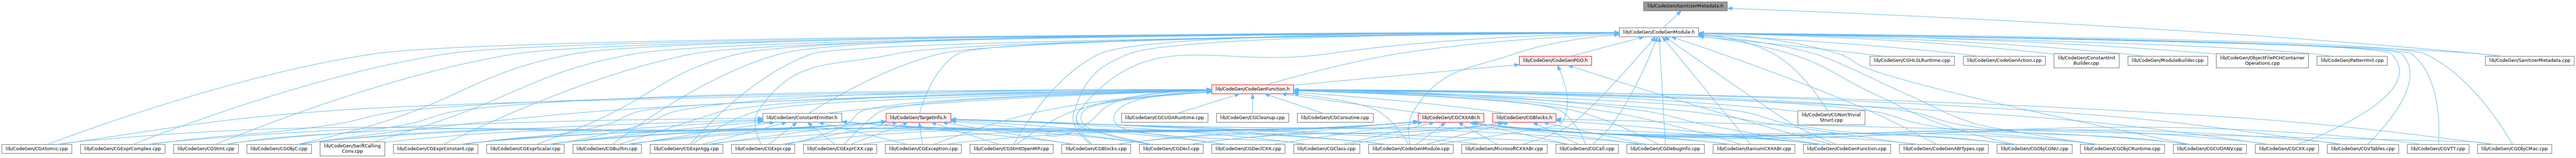 lib/CodeGen/SanitizerMetadata.h
lib/CodeGen/CodeGenModule.h
lib/CodeGen/CodeGenPGO.h
lib/CodeGen/CGHLSLRuntime.cpp
lib/CodeGen/CodeGenAction.cpp
lib/CodeGen/ConstantInit
Builder.cpp
lib/CodeGen/ModuleBuilder.cpp
lib/CodeGen/ObjectFilePCHContainer
Operations.cpp
lib/CodeGen/PatternInit.cpp
lib/CodeGen/SanitizerMetadata.cpp
lib/CodeGen/CodeGenFunction.h
lib/CodeGen/ConstantEmitter.h
lib/CodeGen/TargetInfo.h
lib/CodeGen/CGCUDARuntime.cpp
lib/CodeGen/CGCleanup.cpp
lib/CodeGen/CGCoroutine.cpp
lib/CodeGen/CGCXXABI.h
lib/CodeGen/CGBlocks.h
lib/CodeGen/CGNonTrivial
Struct.cpp
lib/CodeGen/CGAtomic.cpp
lib/CodeGen/CGExprComplex.cpp
lib/CodeGen/CGStmt.cpp
lib/CodeGen/CGObjC.cpp
lib/CodeGen/SwiftCalling
Conv.cpp
lib/CodeGen/CGExprConstant.cpp
lib/CodeGen/CGExprScalar.cpp
lib/CodeGen/CGBuiltin.cpp
lib/CodeGen/CGExprAgg.cpp
lib/CodeGen/CGExpr.cpp
lib/CodeGen/CGExprCXX.cpp
lib/CodeGen/CGException.cpp
lib/CodeGen/CGStmtOpenMP.cpp
lib/CodeGen/CGBlocks.cpp
lib/CodeGen/CGDecl.cpp
lib/CodeGen/CGDeclCXX.cpp
lib/CodeGen/CGClass.cpp
lib/CodeGen/CodeGenModule.cpp
lib/CodeGen/MicrosoftCXXABI.cpp
lib/CodeGen/CGCall.cpp
lib/CodeGen/CGDebugInfo.cpp
lib/CodeGen/ItaniumCXXABI.cpp
lib/CodeGen/CodeGenFunction.cpp
lib/CodeGen/CodeGenABITypes.cpp
lib/CodeGen/CGObjCGNU.cpp
lib/CodeGen/CGObjCRuntime.cpp
lib/CodeGen/CGCUDANV.cpp
lib/CodeGen/CGCXX.cpp
lib/CodeGen/CGVTables.cpp
lib/CodeGen/CGVTT.cpp
lib/CodeGen/CGObjCMac.cpp